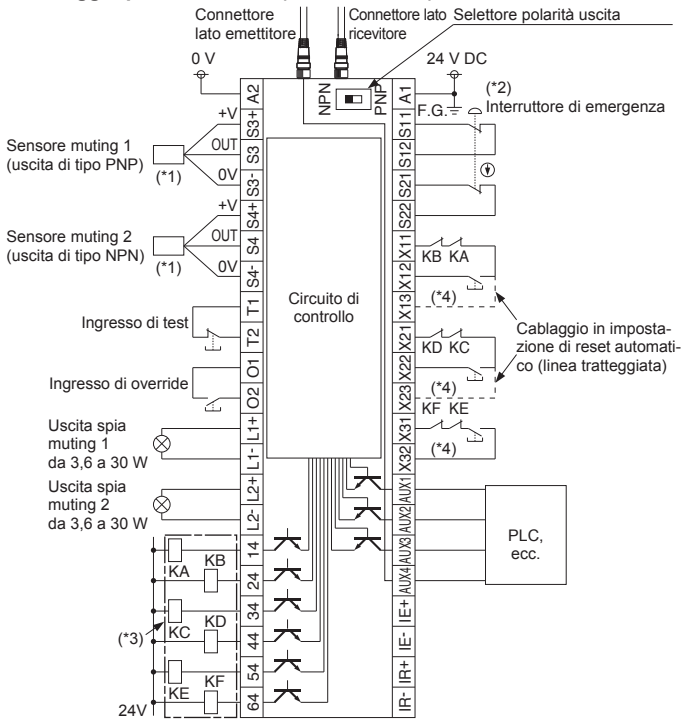 Connettore
lato emettitore
Connettore lato
ricevitore
Selettore polarità uscita
0 V
24 V DC
NPN
PNP
A2
A1
F.G.
(*2)
Interruttore di emergenza
Sensore muting 1
(uscita di tipo PNP)
(*1)
+V
OUT
0V
S3+
S3
S3-
Sensore muting 2
(uscita di tipo NPN)
(*1)
+V
OUT
0V
S4+
S4
S4-
Ingresso di test
T1
T2
Ingresso di override
O1
O2
Uscita spia
muting 1
da 3,6 a 30 W
L1+
L1-
Uscita spia
muting 2
da 3,6 a 30 W
L2+
L2-
14
24
34
44
54
64
KA
KB
KC
KD
KE
KF
(*3)
24V
Circuito di
controllo
S11
S12
S21
S22
X11
X12
X13
X21
X22
X23
X31
X32
AUX1
AUX2
AUX3
AUX4
IE+
IE-
IR+
IR-
KB KA
(*4)
KD KC
(*4)
KF KE
(*4)
Cablaggio in imposta-
zione di reset automati-
co (linea tratteggiata)
PLC,
ecc.